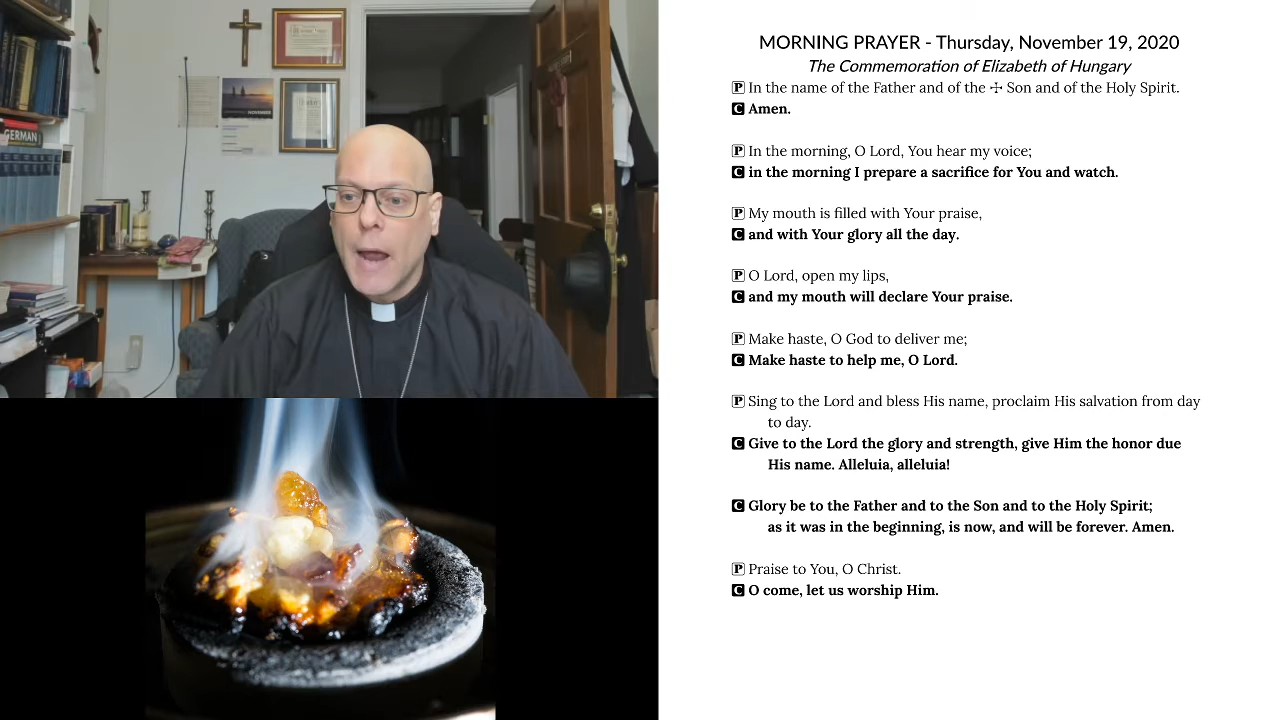 GERMAN
NOVEMBER
MORNING PRAYER - Thursday, November 19, 2020
The Commemoration of Elizabeth of Hungary
P In the name of the Father and of the ☩ Son and of the Holy Spirit.
C Amen.
P In the morning, O Lord, You hear my voice;
C in the morning I prepare a sacrifice for You and watch.
P My mouth is filled with Your praise,
C and with Your glory all the day.
P O Lord, open my lips,
C and my mouth will declare Your praise.
P Make haste, O God to deliver me;
C Make haste to help me, O Lord.
P Sing to the Lord and bless His name, proclaim His salvation from day
to day.
C Give to the Lord the glory and strength, give Him the honor due
His name. Alleluia, alleluia!
C Glory be to the Father and to the Son and to the Holy Spirit;
as it was in the beginning, is now, and will be forever. Amen.
P Praise to You, O Christ.
C O come, let us worship Him.